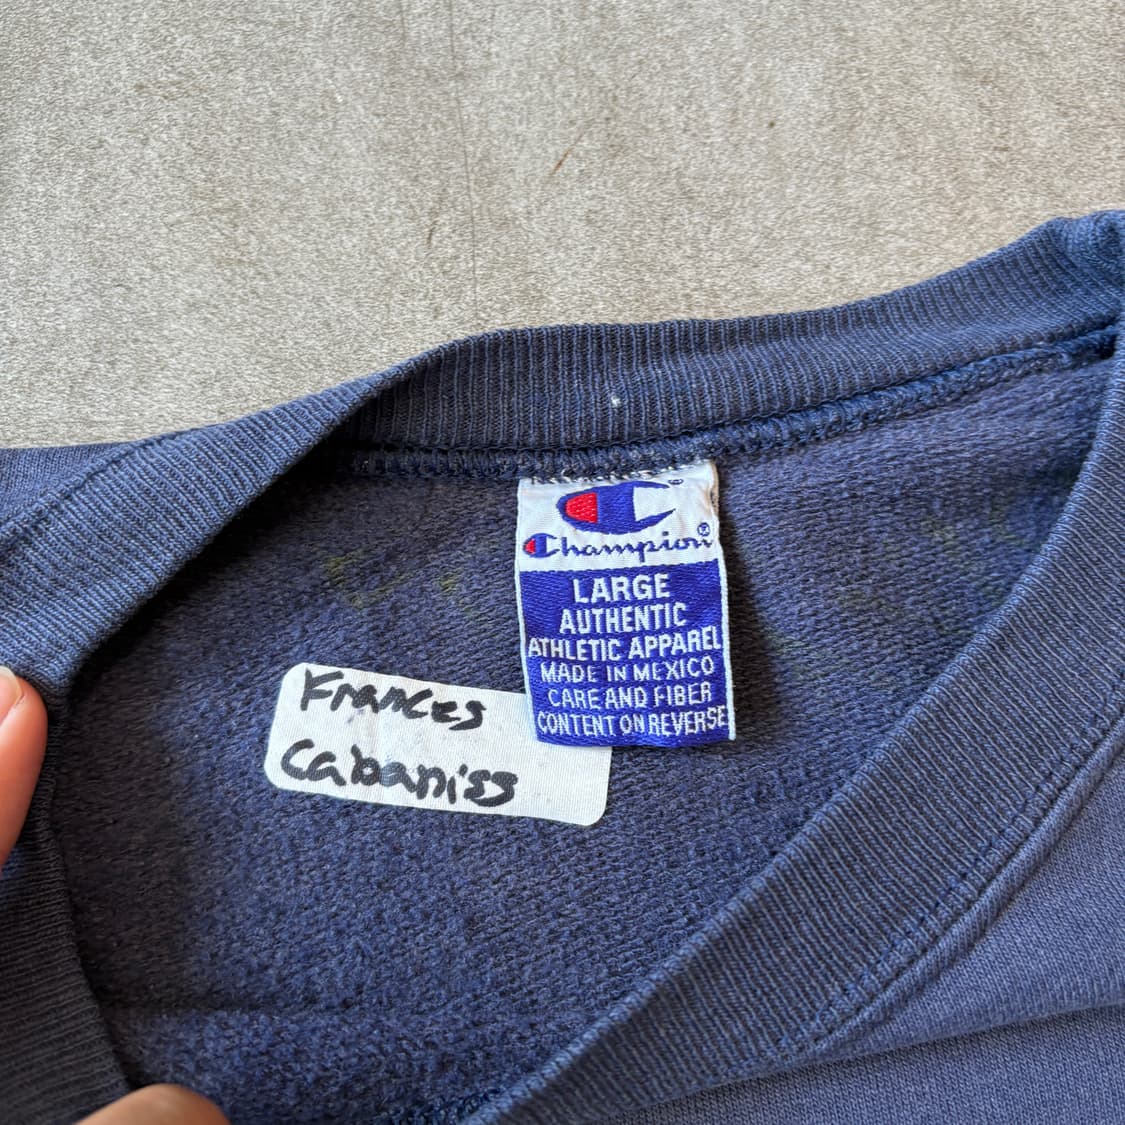 Champion®
LARGE
AUTHENTIC
ATHLETIC APPAREL
MADE IN MEXICO
CARE AND FIBER
CONTENT ON REVERSE
Frances
Cabaniss